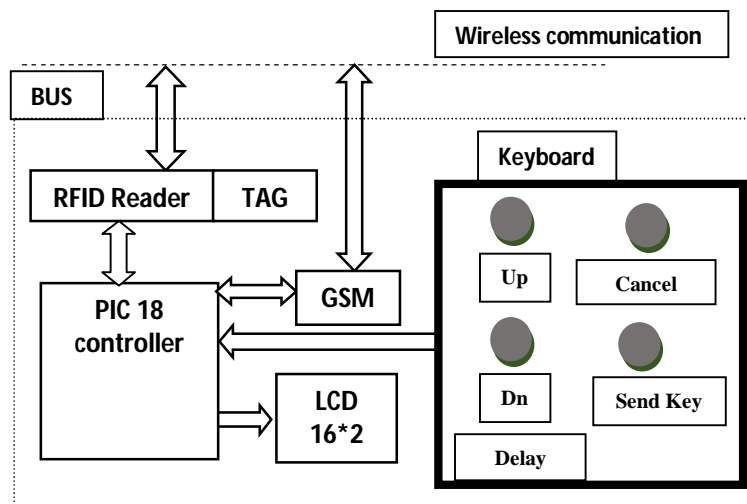 Wireless communication
BUS
Keyboard
RFID Reader
TAG
Up
Cancel
GSM
PIC 18
controller
Dn
Send Key
LCD
16*2
Delay